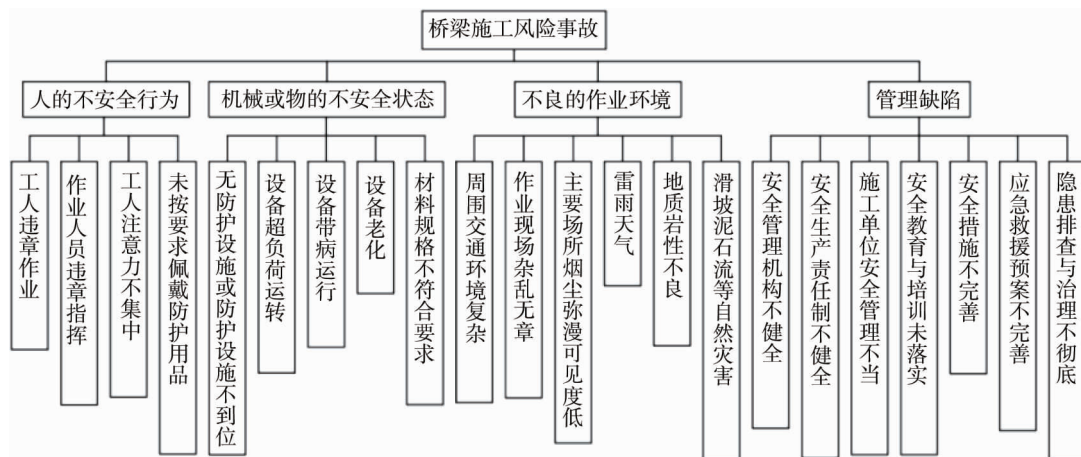 桥梁施工风险事故
人的不安全行为
机械或物的不安全状态
不良的作业环境
管理缺陷
工人违章作业
作业人员违章指挥
工人注意力不集中
未按要求佩戴防护用品
无防护设施或防护设施不到位
设备超负荷运转
设备带病运行
设备老化
材料规格不符合要求
周围交通环境复杂
作业现场杂乱无章
主要场所烟尘弥漫可见度低
雷雨天气
地质岩性不良
滑坡泥石流等自然灾害
安全管理机构不健全
安全生产责任制不健全
施工单位安全管理不当
安全教育与培训未落实
安全措施不完善
应急救援预案不完善
隐患排查与治理不彻底